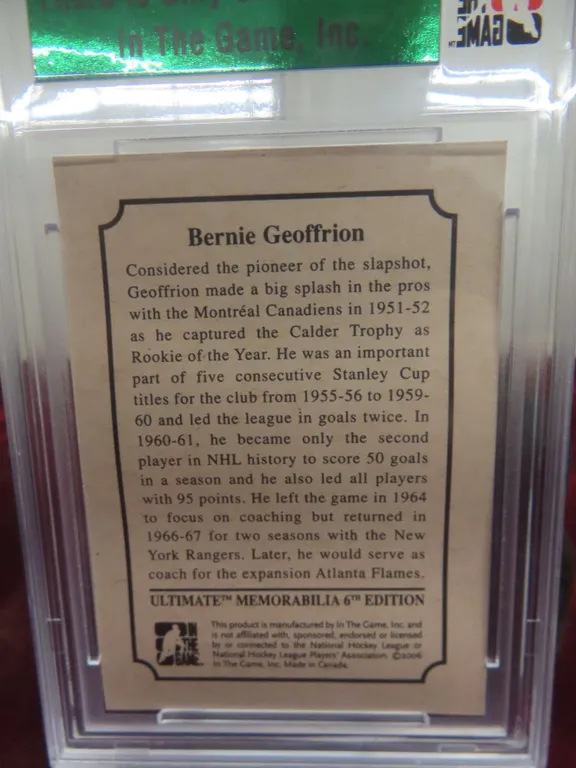 In The Game, Inc.
IN THE GAME™
Bernie Geoffrion
Considered the pioneer of the slapshot,
Geoffrion made a big splash in the pros
with the Montréal Canadiens in 1951-52
as he captured the Calder Trophy as
Rookie of the Year. He was an important
part of five consecutive Stanley Cup
titles for the club from 1955-56 to 1959-
60 and led the league in goals twice. In
1960-61, he became only the second
player in NHL history to score 50 goals
in a season and he also led all players
with 95 points. He left the game in 1964
to focus on coaching but returned in
1966-67 for two seasons with the New
York Rangers. Later, he would serve as
coach for the expansion Atlanta Flames.
ULTIMATE™ MEMORABILIA 6TH EDITION
IN THE GAME
This product is manufactured by In The Game, Inc. and
is not affiliated with, sponsored, endorsed or licensed
by or connected to the National Hockey League or
National Hockey League Players' Association. ©2006
In The Game, Inc. Made in Canada.